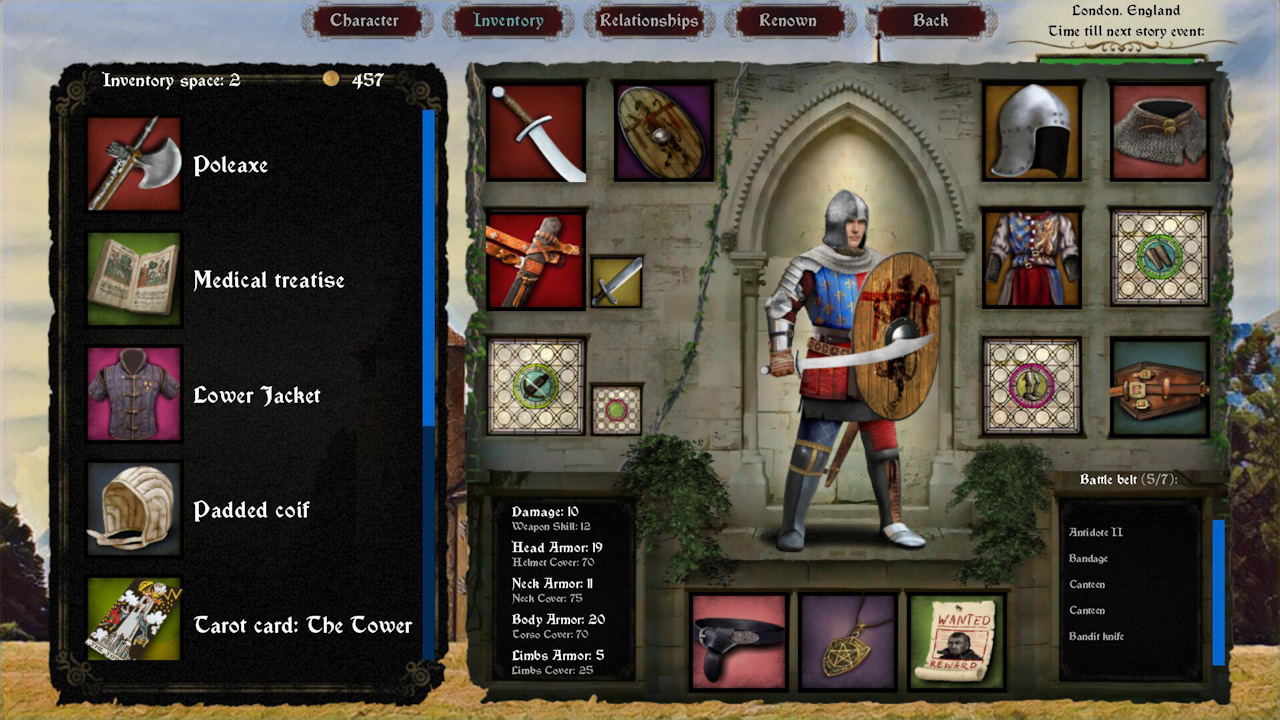 Character
Inventory
Relationships
Renown
Back
London, England
Time till next story event:
Inventory space: 2
457
Poleaxe
Medical treatise
Lower Jacket
Padded coif
Tarot card: The Tower
Damage: 10
Weapon Skill: 12
Head Armor: 19
Helmet Cover: 70
Neck Armor: 11
Neck Cover: 75
Body Armor: 20
Torso Cover: 70
Limbs Armor: 5
Limbs Cover: 25
WANTED
REWARD
Battle belt (5/7):
Antidote II
Bandage
Canteen
Canteen
Bandit knife